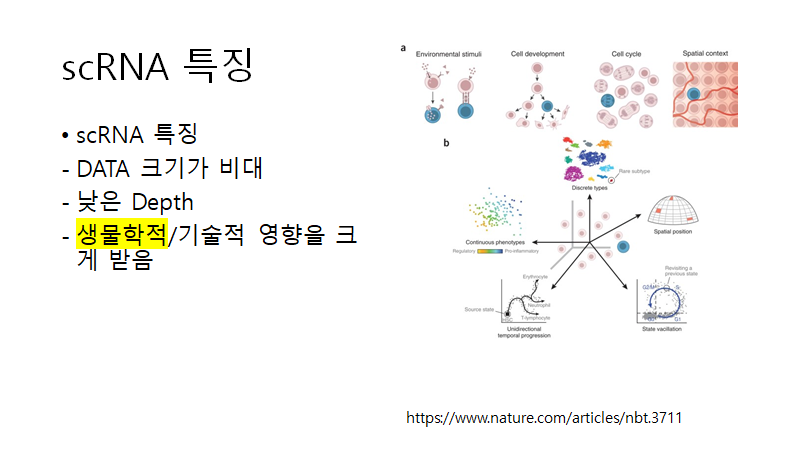 scRNA 특징
• scRNA 특징
- DATA 크기가 비대
- 낮은 Depth
- 생물학적/기술적 영향을 크
게 받음
a
Environmental stimuli
Cell development
Cell cycle
Spatial context
b
Rare subtype
Discrete types
Continuous phenotypes
Regulatory
Pro-inflammatory
Spatial position
Erythrocyte
Neutrophil
T-lymphocyte
Source state
HSC
Unidirectional
temporal progression
Revisiting a
previous state
G2/M
S
G1
State vacillation
https://www.nature.com/articles/nbt.3711